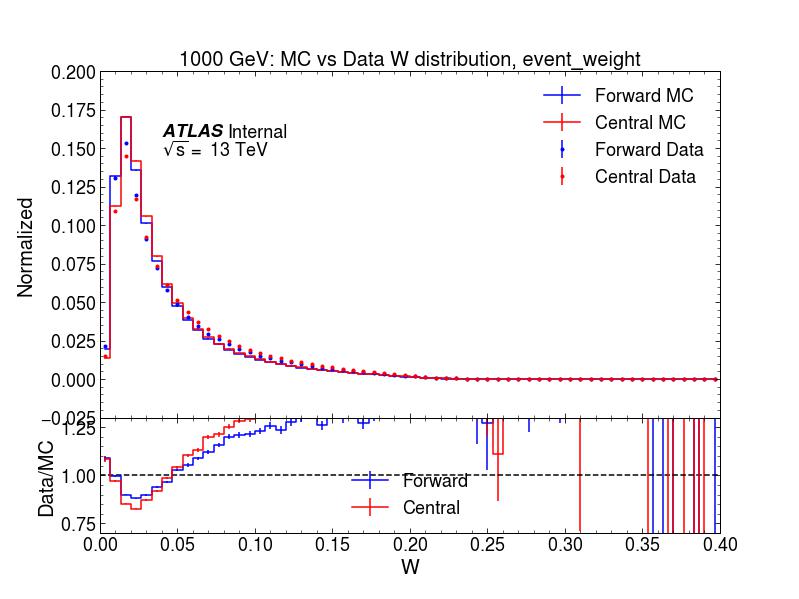 1000 GeV: MC vs Data W distribution, event_weight
0.200
0.175
0.150
0.125
0.100
0.075
0.050
0.025
0.000
−0.025
Normalized
ATLAS Internal
√s = 13 TeV
Forward MC
Central MC
Forward Data
Central Data
1.25
1.00
0.75
Data/MC
Forward
Central
0.00 0.05 0.10 0.15 0.20 0.25 0.30 0.35 0.40
W